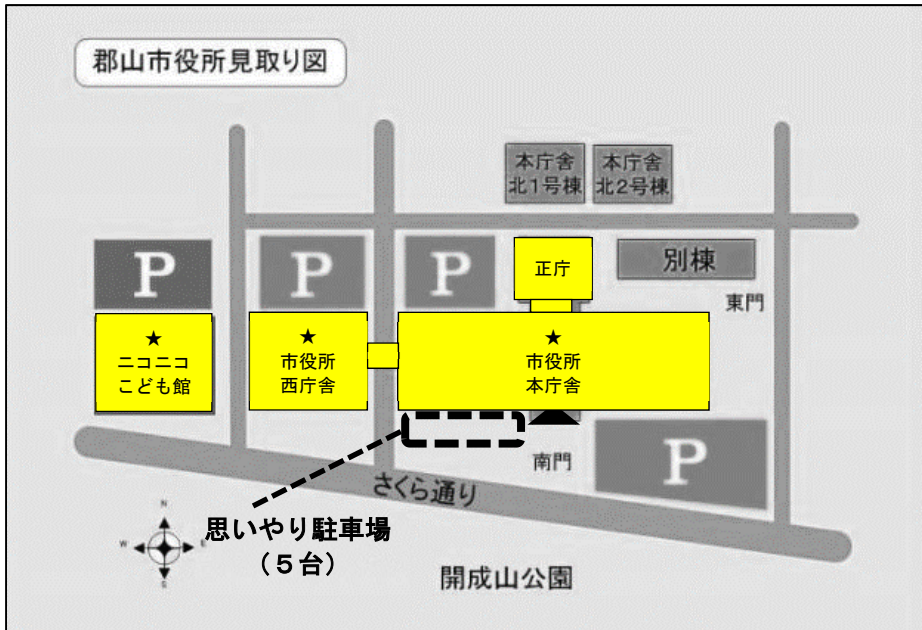 郡山市役所見取り図
本庁舎
北1号棟
本庁舎
北2号棟
P
P
P
正庁
別棟
東門
★
ニコニコ
こども館
★
市役所
西庁舎
★
市役所
本庁舎
南門
P
さくら通り
思いやり駐車場
（５台）
N
W
E
S
開成山公園